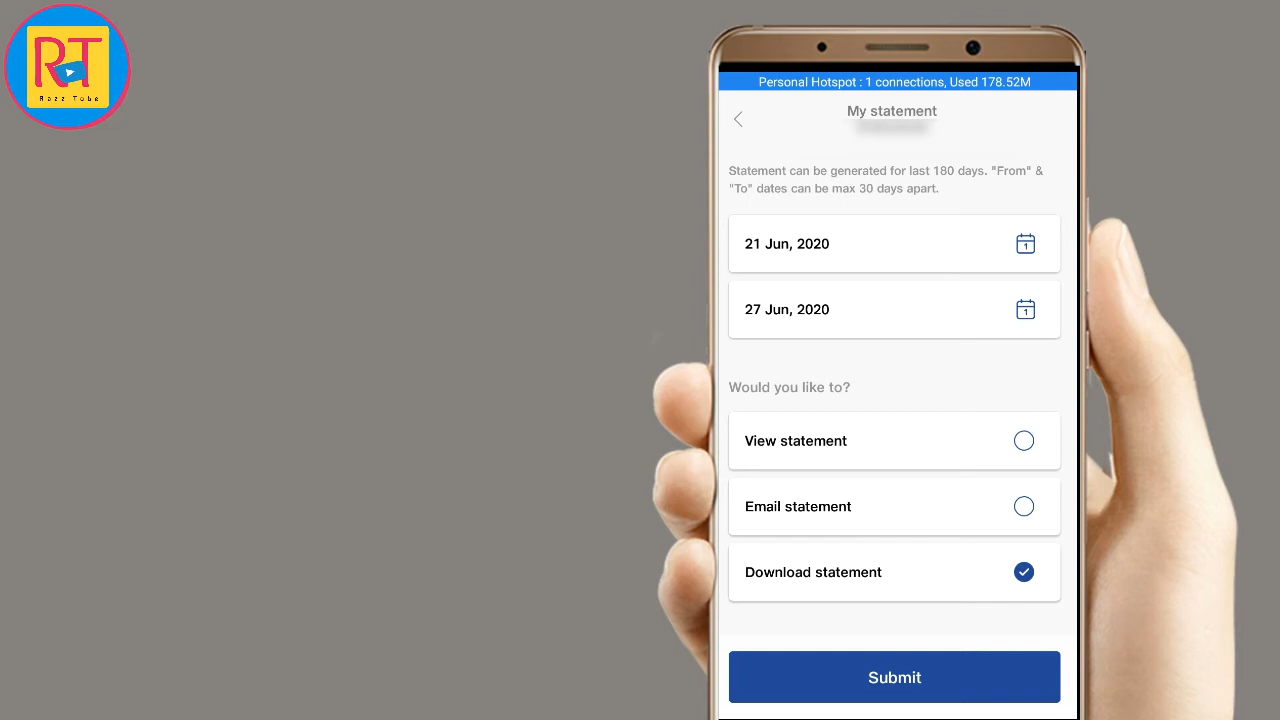 RT
Razz Tube
Personal Hotspot : 1 connections, Used 178.52M
My statement
Statement can be generated for last 180 days. "From" &
"To" dates can be max 30 days apart.
21 Jun, 2020
1
27 Jun, 2020
1
Would you like to?
View statement
Email statement
Download statement
Submit